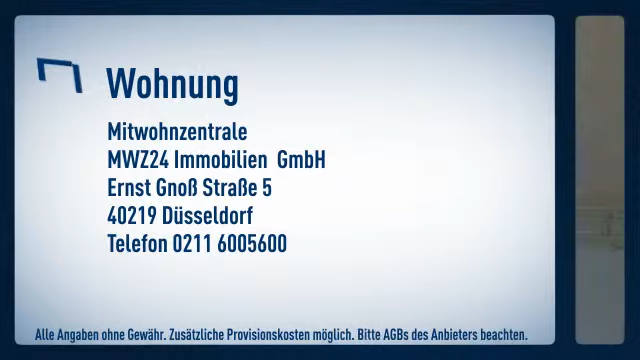 Wohnung
Mitwohnzentrale
MWZ24 Immobilien GmbH
Ernst Gnoß Straße 5
40219 Düsseldorf
Telefon 0211 6005600
Alle Angaben ohne Gewähr. Zusätzliche Provisionskosten möglich. Bitte AGBs des Anbieters beachten.